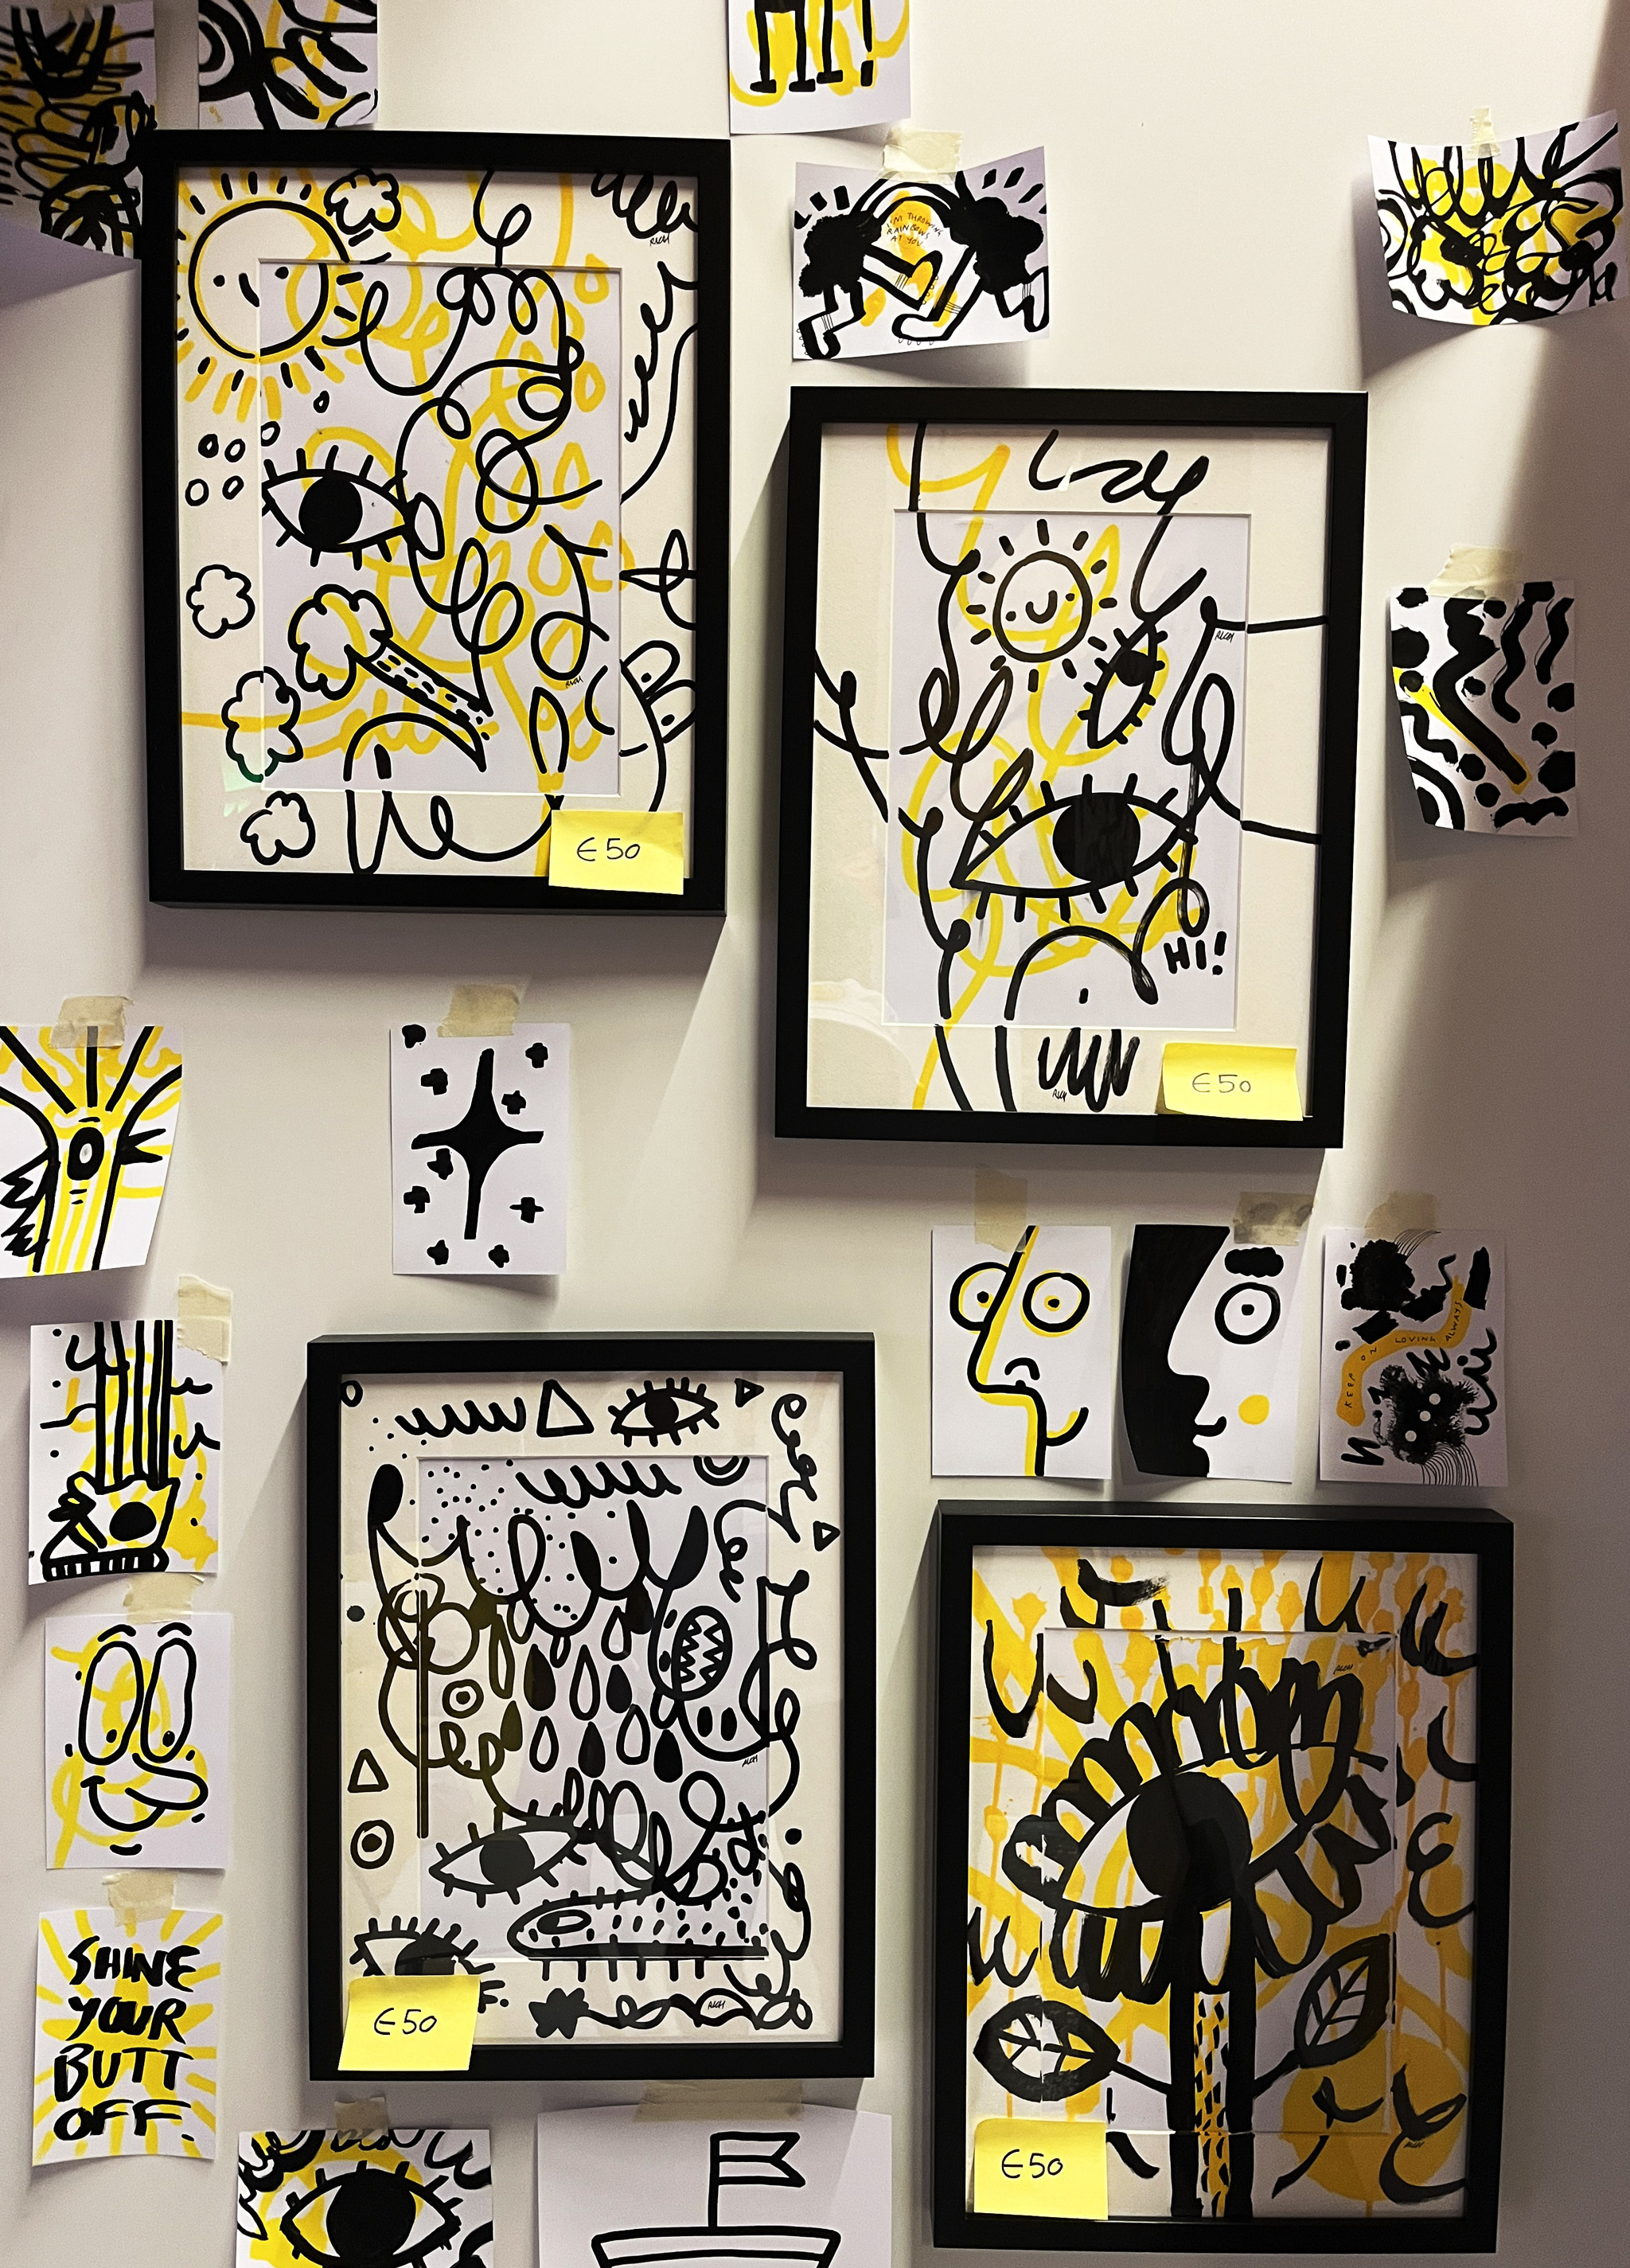 I'M THROWING
RAINBOWS
AT YOU
€50
HI!
€50
KEEP ON LOVING ALWAYS
€50
SHINE
YOUR
BUTT
OFF.
€50